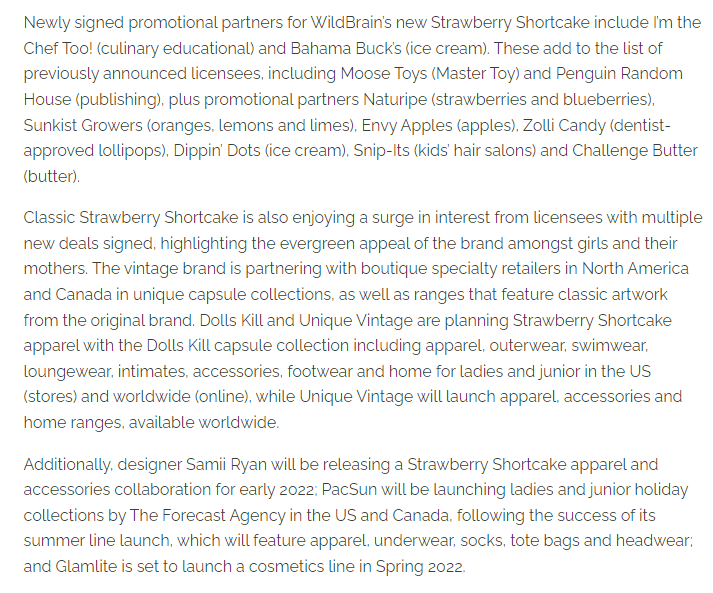 Newly signed promotional partners for WildBrain's new Strawberry Shortcake include I'm the
Chef Too! (culinary educational) and Bahama Buck's (ice cream). These add to the list of
previously announced licensees, including Moose Toys (Master Toy) and Penguin Random
House (publishing), plus promotional partners Naturipe (strawberries and blueberries),
Sunkist Growers (oranges, lemons and limes), Envy Apples (apples), Zolli Candy (dentist-
approved lollipops), Dippin' Dots (ice cream), Snip-Its (kids' hair salons) and Challenge Butter
(butter).
Classic Strawberry Shortcake is also enjoying a surge in interest from licensees with multiple
new deals signed, highlighting the evergreen appeal of the brand amongst girls and their
mothers. The vintage brand is partnering with boutique specialty retailers in North America
and Canada in unique capsule collections, as well as ranges that feature classic artwork
from the original brand. Dolls Kill and Unique Vintage are planning Strawberry Shortcake
apparel with the Dolls Kill capsule collection including apparel, outerwear, swimwear,
loungewear, intimates, accessories, footwear and home for ladies and junior in the US
(stores) and worldwide (online), while Unique Vintage will launch apparel, accessories and
home ranges, available worldwide.
Additionally, designer Samii Ryan will be releasing a Strawberry Shortcake apparel and
accessories collaboration for early 2022; PacSun will be launching ladies and junior holiday
collections by The Forecast Agency in the US and Canada, following the success of its
summer line launch, which will feature apparel, underwear, socks, tote bags and headwear;
and Glamlite is set to launch a cosmetics line in Spring 2022.